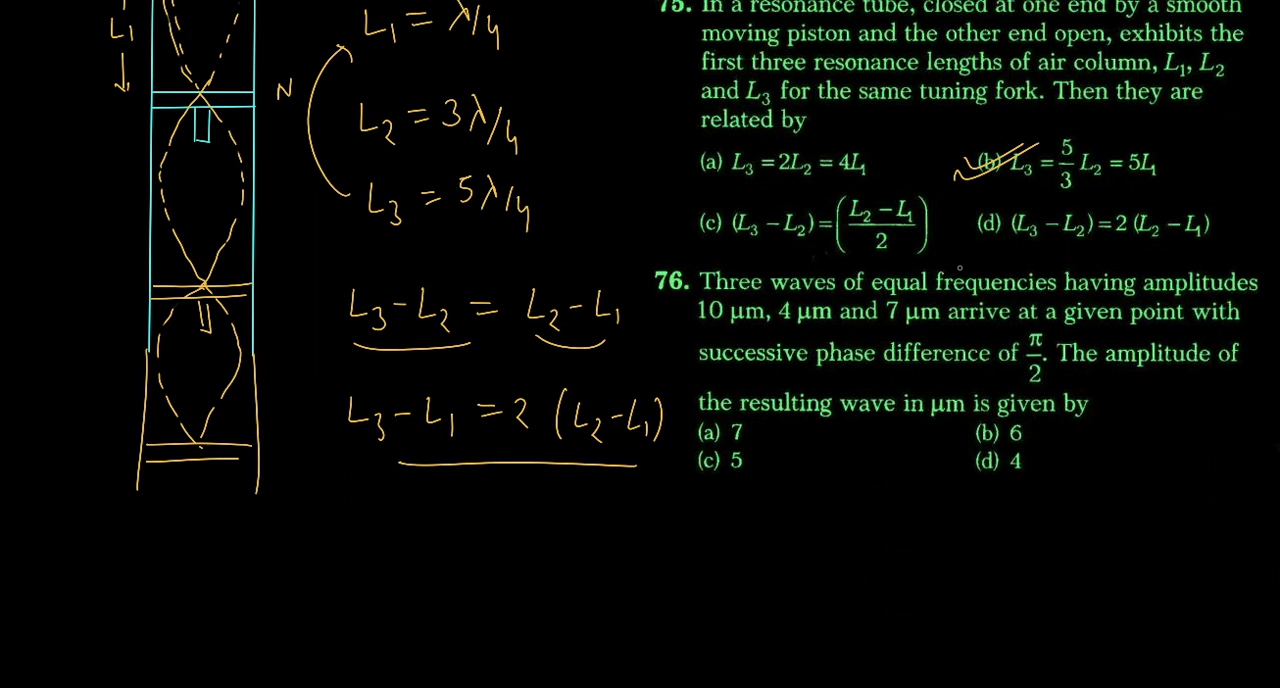 L₁
L₁ = λ/4
N
L₂ = 3λ/4
L₃ = 5λ/4
L₃-L₂ = L₂-L₁
L₃-L₁ = 2 (L₂-L₁)
75. In a resonance tube, closed at one end by a smooth
moving piston and the other end open, exhibits the
first three resonance lengths of air column, L₁, L₂
and L₃ for the same tuning fork. Then they are
related by
(a) L₃ = 2L₂ = 4L₁ (b) L₃ = 5/3 L₂ = 5L₁
(c) (L₃ – L₂) = ((L₂ – L₁)/2) (d) (L₃ – L₂) = 2 (L₂ – L₁)
76. Three waves of equal frequencies having amplitudes
10 μm, 4 μm and 7 μm arrive at a given point with
successive phase difference of π/2. The amplitude of
the resulting wave in μm is given by
(a) 7 (b) 6
(c) 5 (d) 4